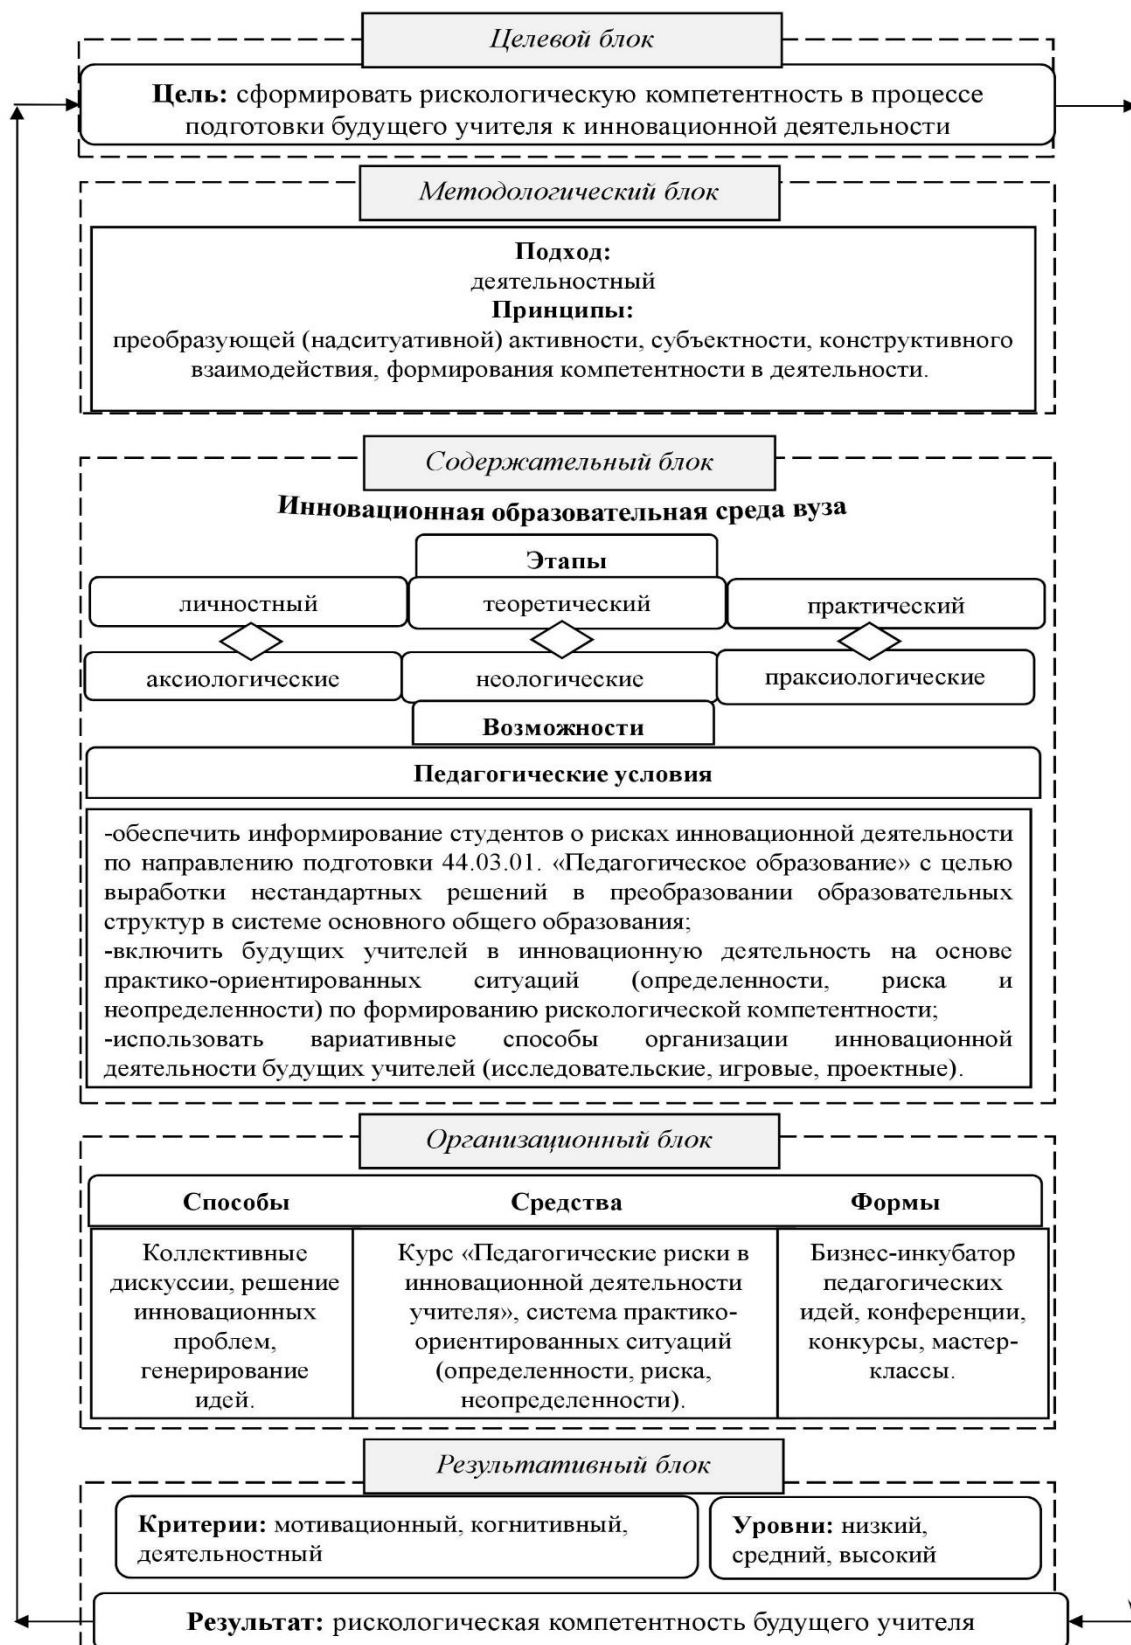 Целевой блок
Цель: сформировать рискологическую компетентность в процессе
подготовки будущего учителя к инновационной деятельности
Методологический блок
Подход:
деятельностный
Принципы:
преобразующей (надситуативной) активности, субъектности, конструктивного
взаимодействия, формирования компетентности в деятельности.
Содержательный блок
Инновационная образовательная среда вуза
Этапы
личностный
теоретический
практический
аксиологические
неологические
праксиологические
Возможности
Педагогические условия
-обеспечить информирование студентов о рисках инновационной деятельности
по направлению подготовки 44.03.01. «Педагогическое образование» с целью
выработки нестандартных решений в преобразовании образовательных
структур в системе основного общего образования;
-включить будущих учителей в инновационную деятельность на основе
практико-ориентированных ситуаций (определенности, риска и
неопределенности) по формированию рискологической компетентности;
-использовать вариативные способы организации инновационной
деятельности будущих учителей (исследовательские, игровые, проектные).
Организационный блок
Способы
Средства
Формы
Коллективные
дискуссии, решение
инновационных
проблем,
генерирование
идей.
Курс «Педагогические риски в
инновационной деятельности
учителя», система практико-
ориентированных ситуаций
(определенности, риска,
неопределенности).
Бизнес-инкубатор
педагогических
идей, конференции,
конкурсы, мастер-
классы.
Результативный блок
Критерии: мотивационный, когнитивный,
деятельностный
Уровни: низкий,
средний, высокий
Результат: рискологическая компетентность будущего учителя